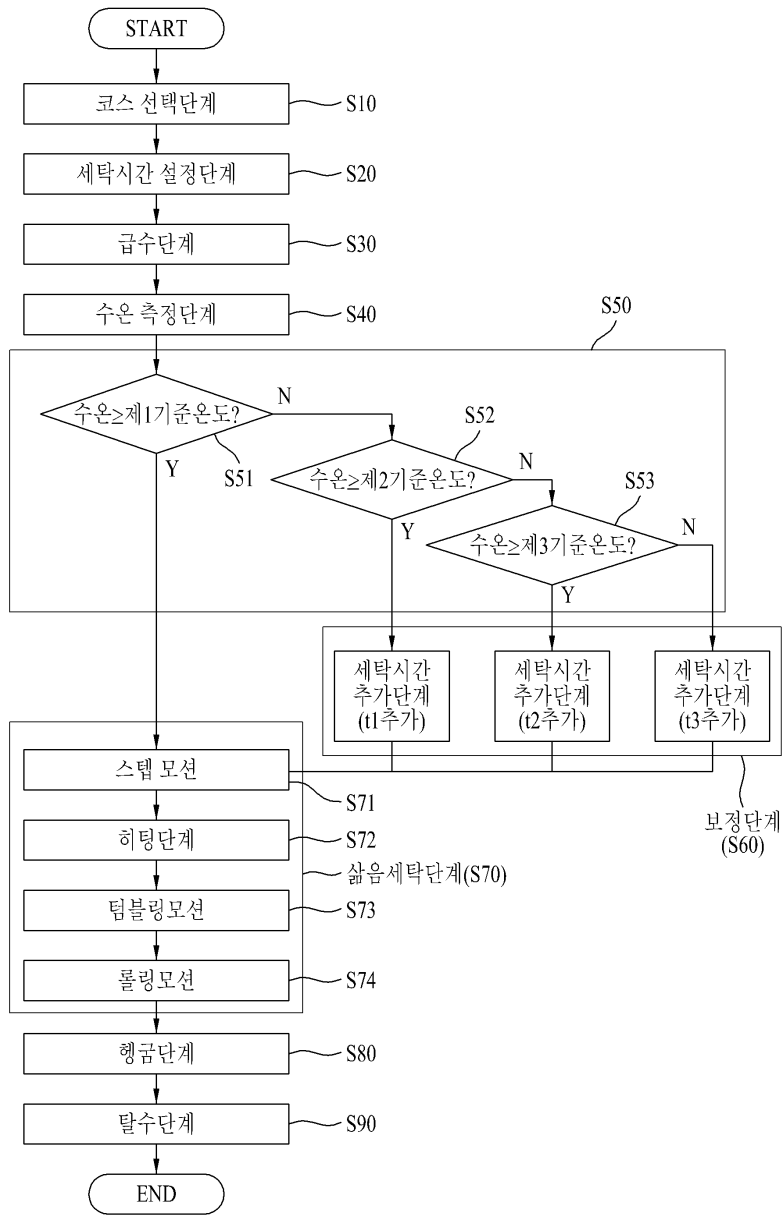 START
코스 선택단계
S10
세탁시간 설정단계
S20
급수단계
S30
수온 측정단계
S40
S50
수온≥제1기준온도?
N
Y
S51
S52
수온≥제2기준온도?
N
Y
S53
수온≥제3기준온도?
N
Y
세탁시간
추가단계
(t1추가)
세탁시간
추가단계
(t2추가)
세탁시간
추가단계
(t3추가)
보정단계
(S60)
스텝 모션
S71
히팅단계
S72
삶음세탁단계(S70)
텀블링모션
S73
롤링모션
S74
헹굼단계
S80
탈수단계
S90
END